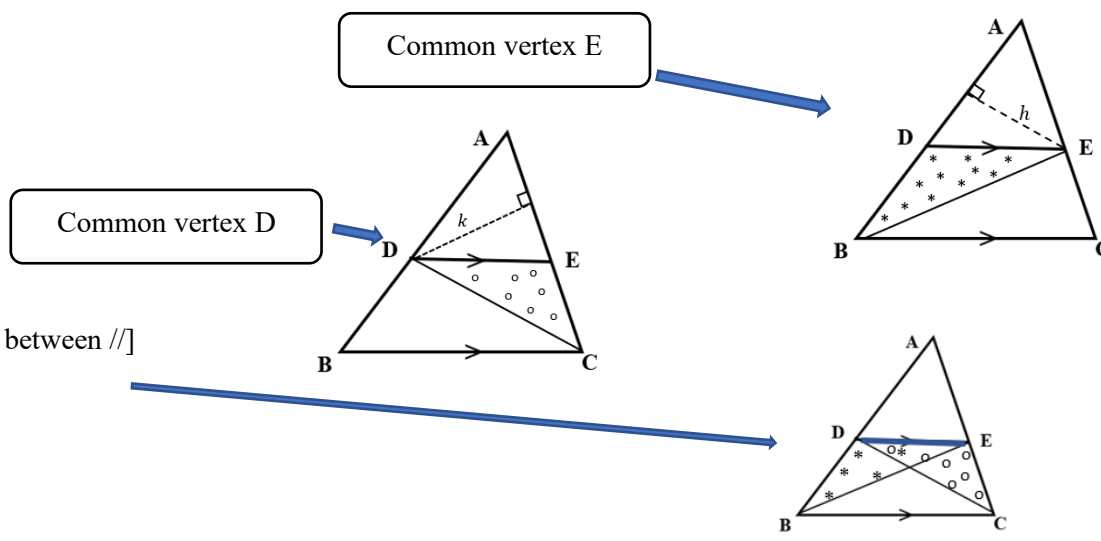 Common vertex E
A
h
D
E
* * *
* * * *
* *
* *
B
C
Common vertex D
A
k
D
E
o o o
o o
o o
B
C
between //]
A
D
E
* o * o o o
* * o o
* o
B
C